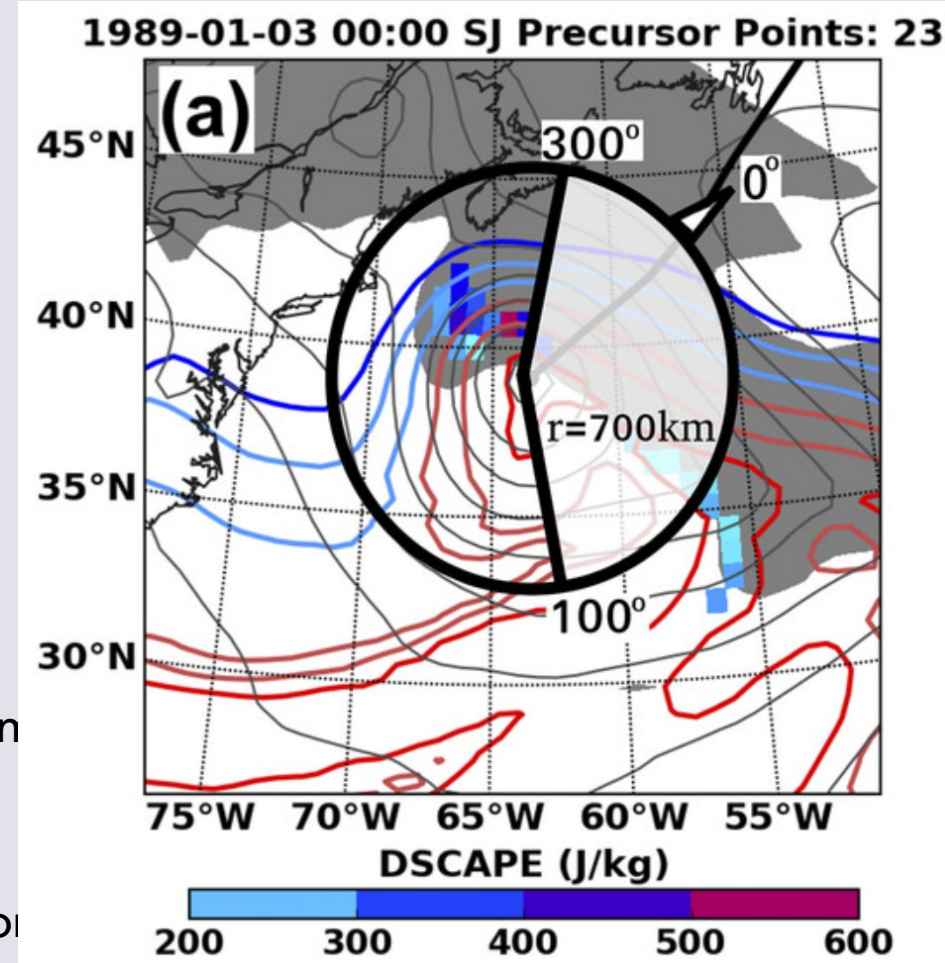 1989-01-03 00:00 SJ Precursor Points: 23
(a)
45°N
300°
0°
40°N
r=700km
35°N
100°
30°N
75°W 70°W 65°W 60°W 55°W
DSCAPE (J/kg)
200 300 400 500 600